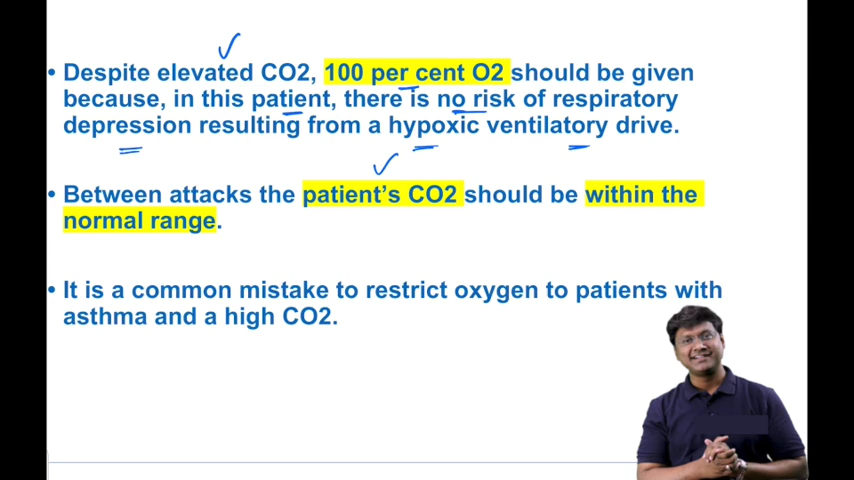 • Despite elevated CO2, 100 per cent O2 should be given
because, in this patient, there is no risk of respiratory
depression resulting from a hypoxic ventilatory drive.
• Between attacks the patient’s CO2 should be within the
normal range.
• It is a common mistake to restrict oxygen to patients with
asthma and a high CO2.